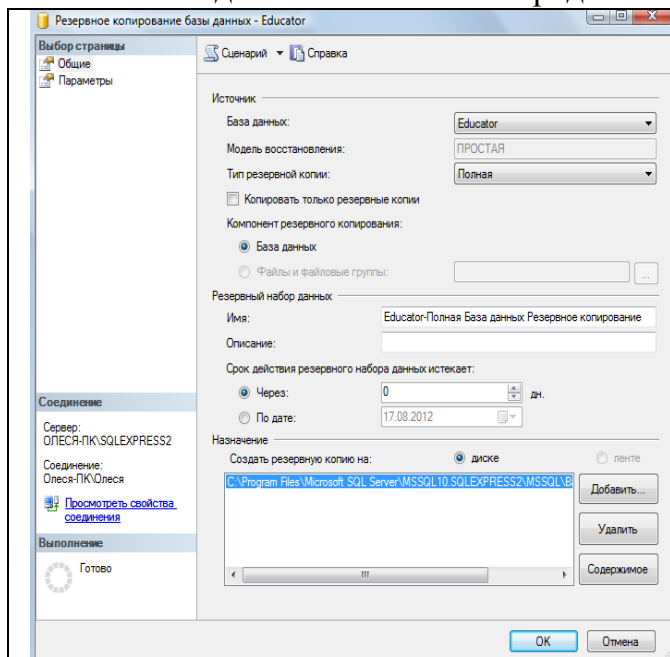 Резервное копирование базы данных - Educator
Выбор страницы
Общие
Параметры
Сценарий Справка
Источник
База данных: Educator
Модель восстановления: ПРОСТАЯ
Тип резервной копии: Полная
Копировать только резервные копии
Компонент резервного копирования:
База данных
Файлы и файловые группы: ...
Резервный набор данных
Имя: Educator-Полная База данных Резервное копирование
Описание:
Срок действия резервного набора данных истекает:
Через: 0 дн.
По дате: 17.08.2012
Назначение
Создать резервную копию на: диске ленте
C:\Program Files\Microsoft SQL Server\MSSQL10.SQLEXPRESS2\MSSQL\B
Добавить...
Удалить
Содержимое
Соединение
Сервер:
ОЛЕСЯ-ПК\SQLEXPRESS2
Соединение:
Олеся-ПК\Олеся
Просмотреть свойства
соединения
Выполнение
Готово
OK Отмена